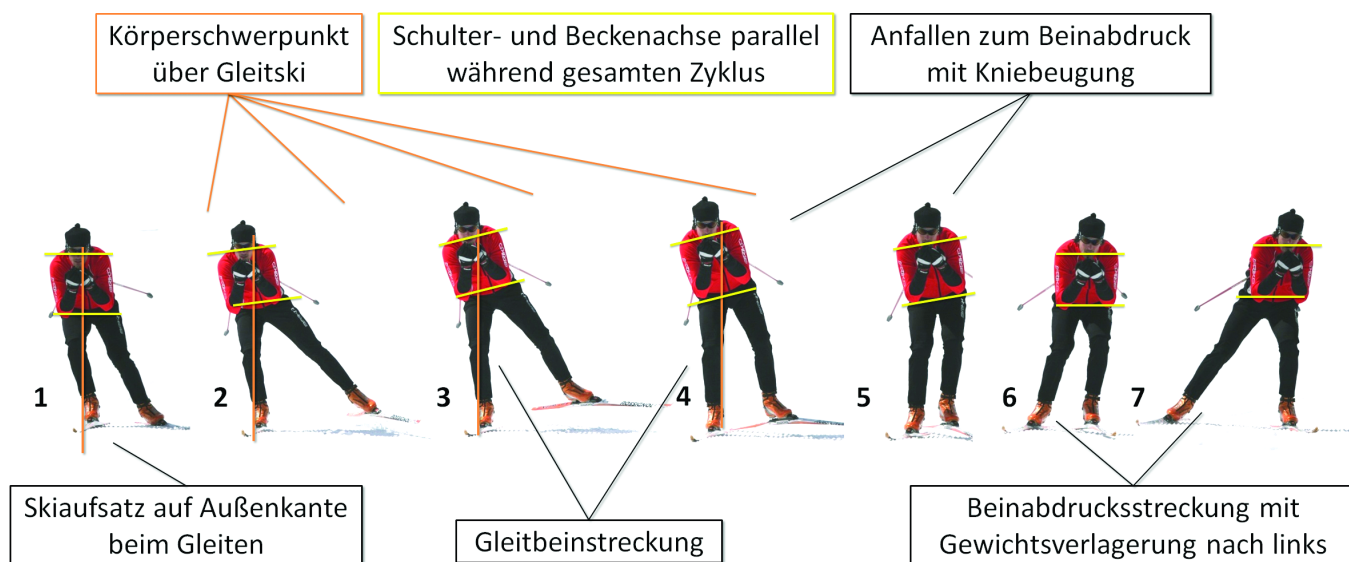 Körperschwerpunkt
über Gleitski
Schulter- und Beckenachse parallel
während gesamten Zyklus
Anfallen zum Beinabdruck
mit Kniebeugung
1
2
3
4
5
6
7
Skiaufsatz auf Außenkante
beim Gleiten
Gleitbeinstreckung
Beinabdrucksstreckung mit
Gewichtsverlagerung nach links